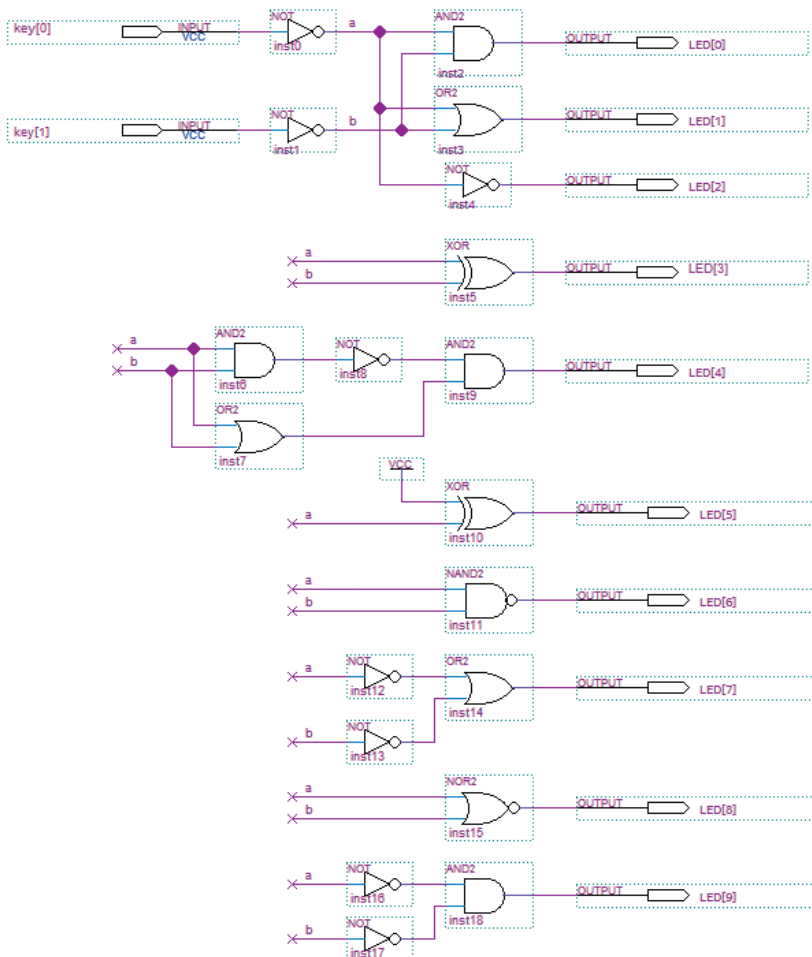 key[0] INPUT VCC NOT inst0 a AND2 inst2 OUTPUT LED[0]
key[1] INPUT VCC NOT inst1 b OR2 inst3 OUTPUT LED[1]
NOT inst4 OUTPUT LED[2]
a b XOR inst5 OUTPUT LED[3]
a b AND2 inst6 NOT inst8 AND2 inst9 OUTPUT LED[4]
OR2 inst7
VCC
a XOR inst10 OUTPUT LED[5]
a b NAND2 inst11 OUTPUT LED[6]
a NOT inst12 OR2 inst14 OUTPUT LED[7]
b NOT inst13
a b NOR2 inst15 OUTPUT LED[8]
a NOT inst16 AND2 inst18 OUTPUT LED[9]
b NOT inst17